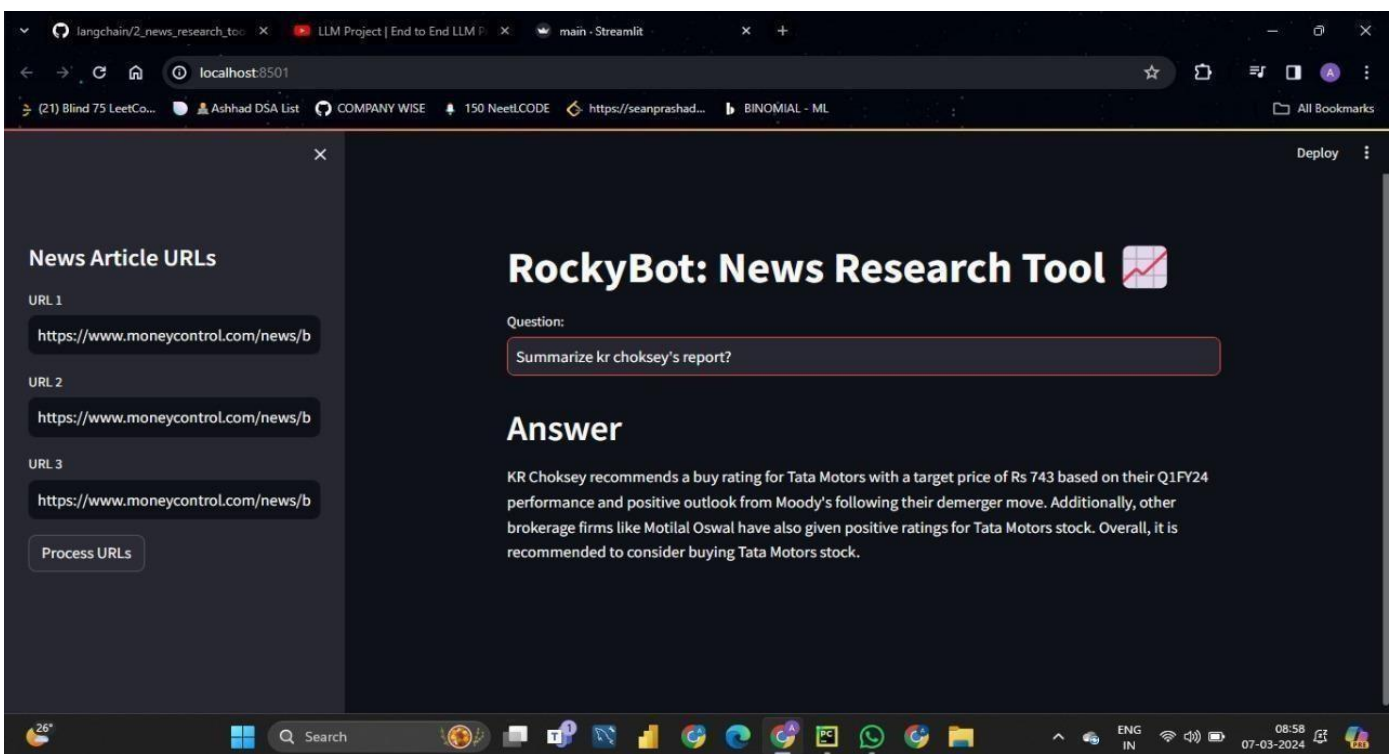 langchain/2_news_research_too
LLM Project | End to End LLM P
main · Streamlit
localhost:8501
(21) Blind 75 LeetCo...
Ashhad DSA List
COMPANY WISE
150 NeetLCODE
https://seanprashad...
BINOMIAL - ML
All Bookmarks
Deploy
News Article URLs
URL 1
https://www.moneycontrol.com/news/b
URL 2
https://www.moneycontrol.com/news/b
URL 3
https://www.moneycontrol.com/news/b
Process URLs
RockyBot: News Research Tool
Question:
Summarize kr choksey's report?
Answer
KR Choksey recommends a buy rating for Tata Motors with a target price of Rs 743 based on their Q1FY24
performance and positive outlook from Moody's following their demerger move. Additionally, other
brokerage firms like Motilal Oswal have also given positive ratings for Tata Motors stock. Overall, it is
recommended to consider buying Tata Motors stock.
26°
Search
ENG
IN
08:58
07-03-2024